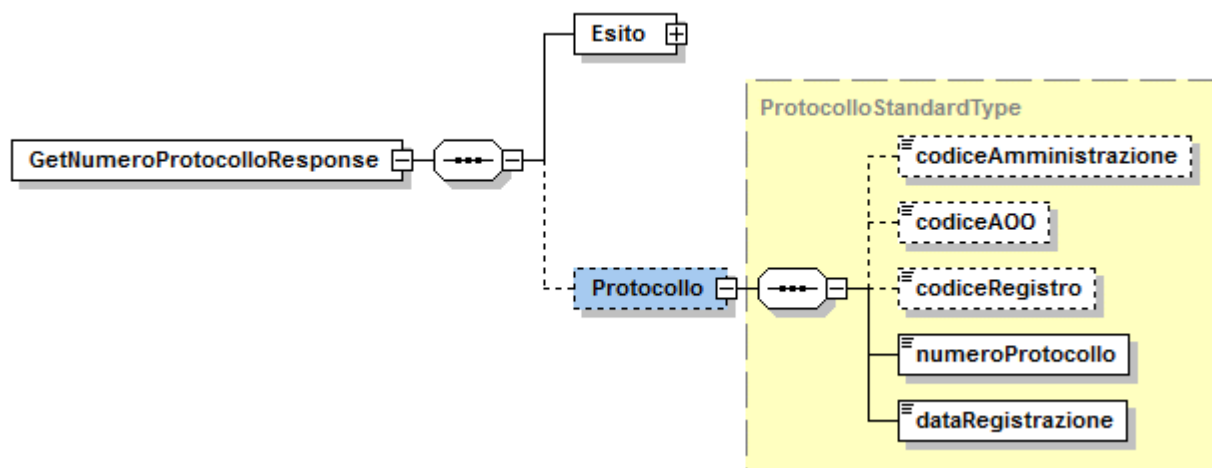 Esito
GetNumeroProtocolloResponse
ProtocolloStandardType
codiceAmministrazione
codiceAOO
Protocollo
codiceRegistro
numeroProtocollo
dataRegistrazione